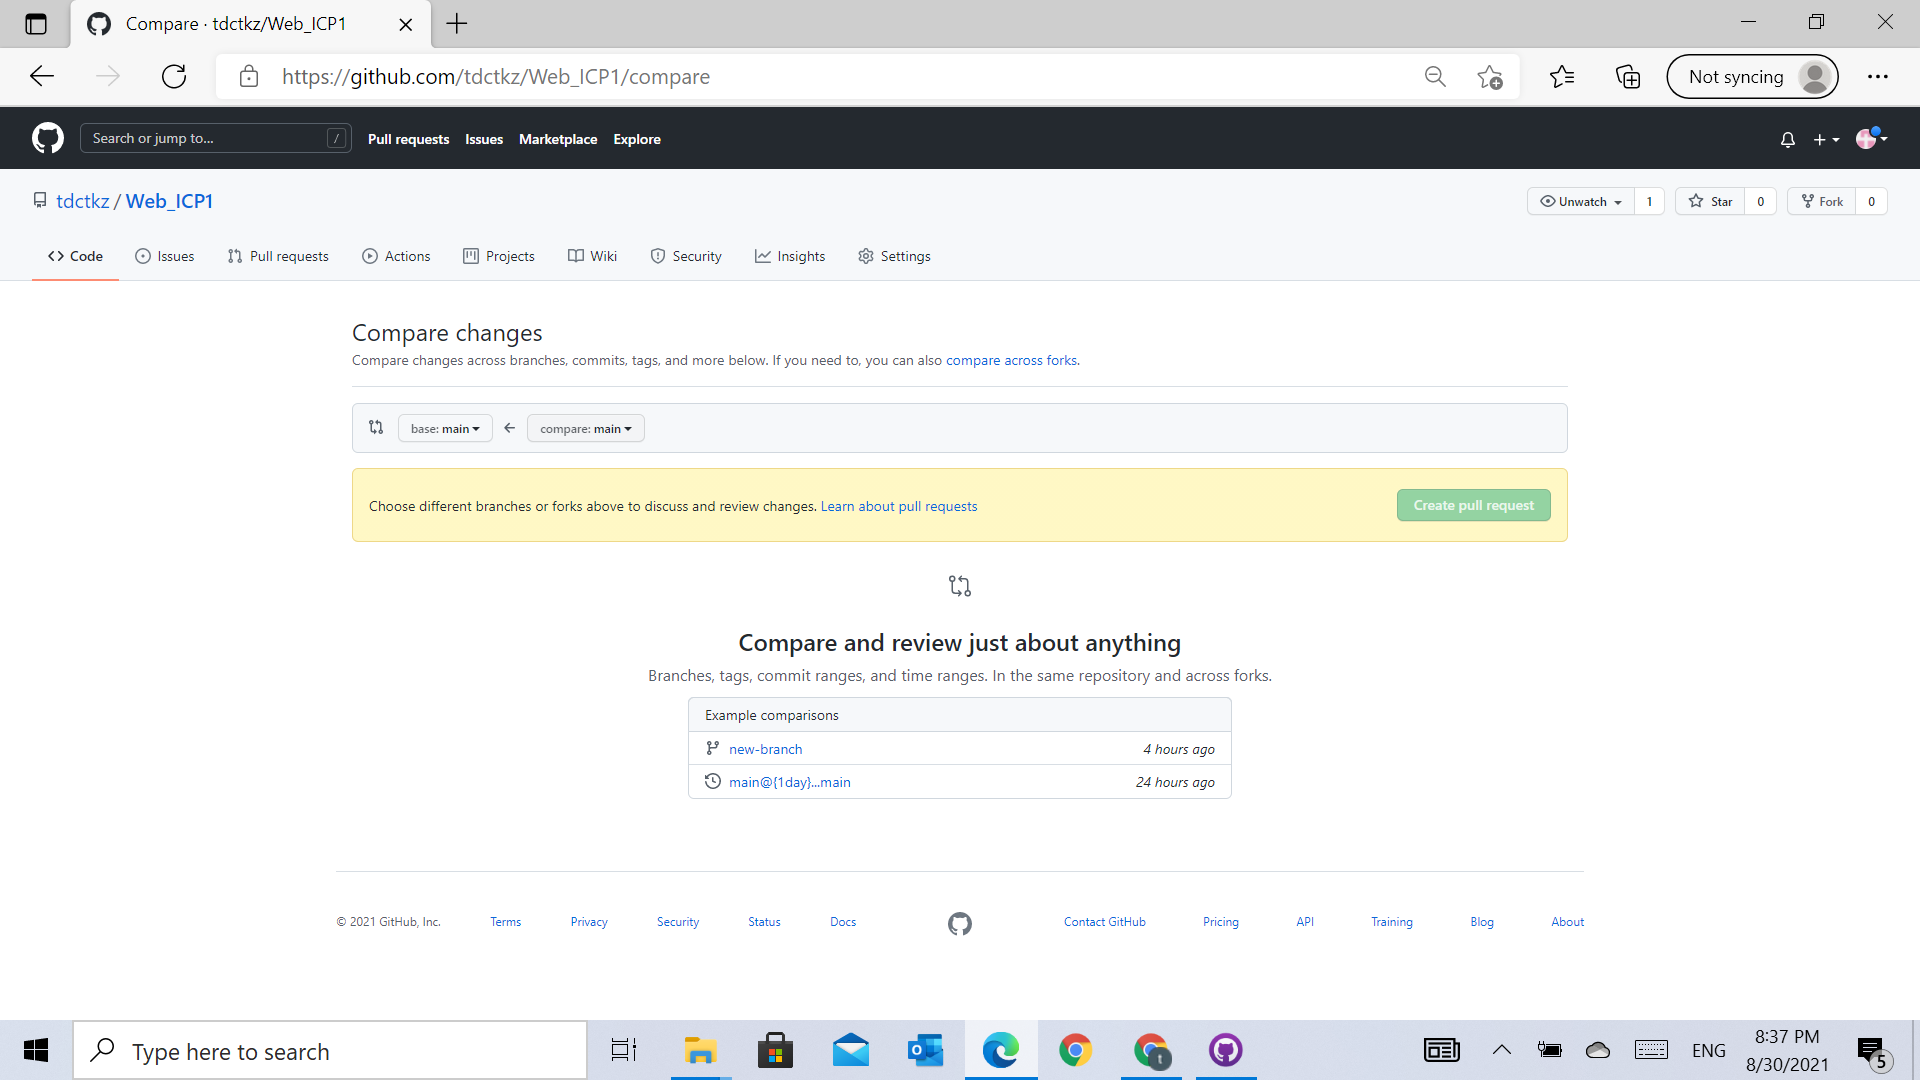 Compare · tdctkz/Web_ICP1
https://github.com/tdctkz/Web_ICP1/compare
Not syncing
Search or jump to...
/
Pull requests Issues Marketplace Explore
tdctkz / Web_ICP1
Unwatch 1
Star 0
Fork 0
Code Issues Pull requests Actions Projects Wiki Security Insights Settings
Compare changes
Compare changes across branches, commits, tags, and more below. If you need to, you can also compare across forks.
base: main compare: main
Choose different branches or forks above to discuss and review changes. Learn about pull requests
Create pull request
Compare and review just about anything
Branches, tags, commit ranges, and time ranges. In the same repository and across forks.
Example comparisons
new-branch 4 hours ago
main@{1day}...main 24 hours ago
© 2021 GitHub, Inc. Terms Privacy Security Status Docs Contact GitHub Pricing API Training Blog About
Type here to search
t
ENG
8:37 PM
8/30/2021
5